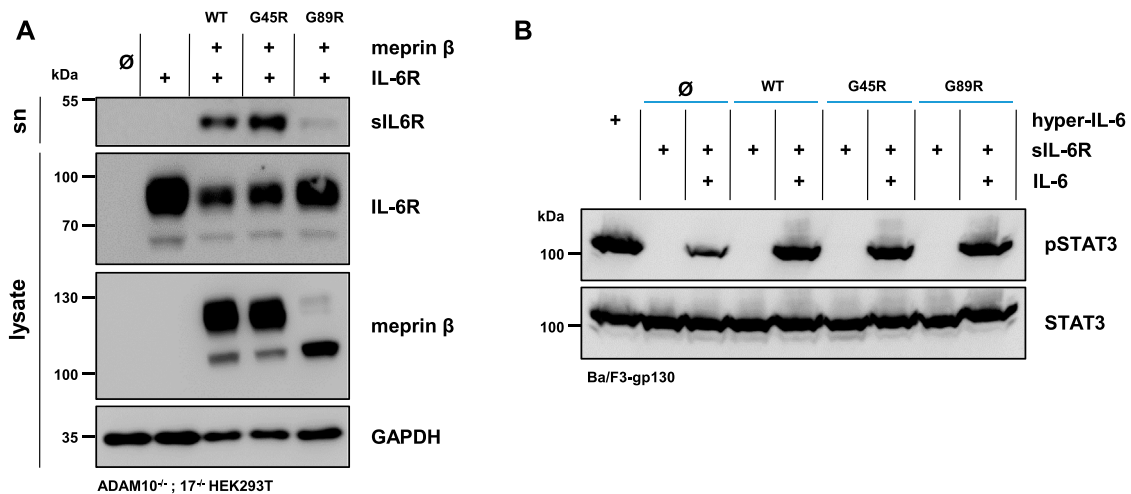 A
WT G45R G89R
+ + + meprin β
kDa Ø + + + + IL-6R
sn 55 sIL6R
lysate
100
70 IL-6R
130
100 meprin β
35 GAPDH
ADAM10-/- ; 17-/- HEK293T
B
Ø WT G45R G89R
+ hyper-IL-6
+ + + + + + + + sIL-6R
+ + + + IL-6
kDa
100 pSTAT3
100 STAT3
Ba/F3-gp130